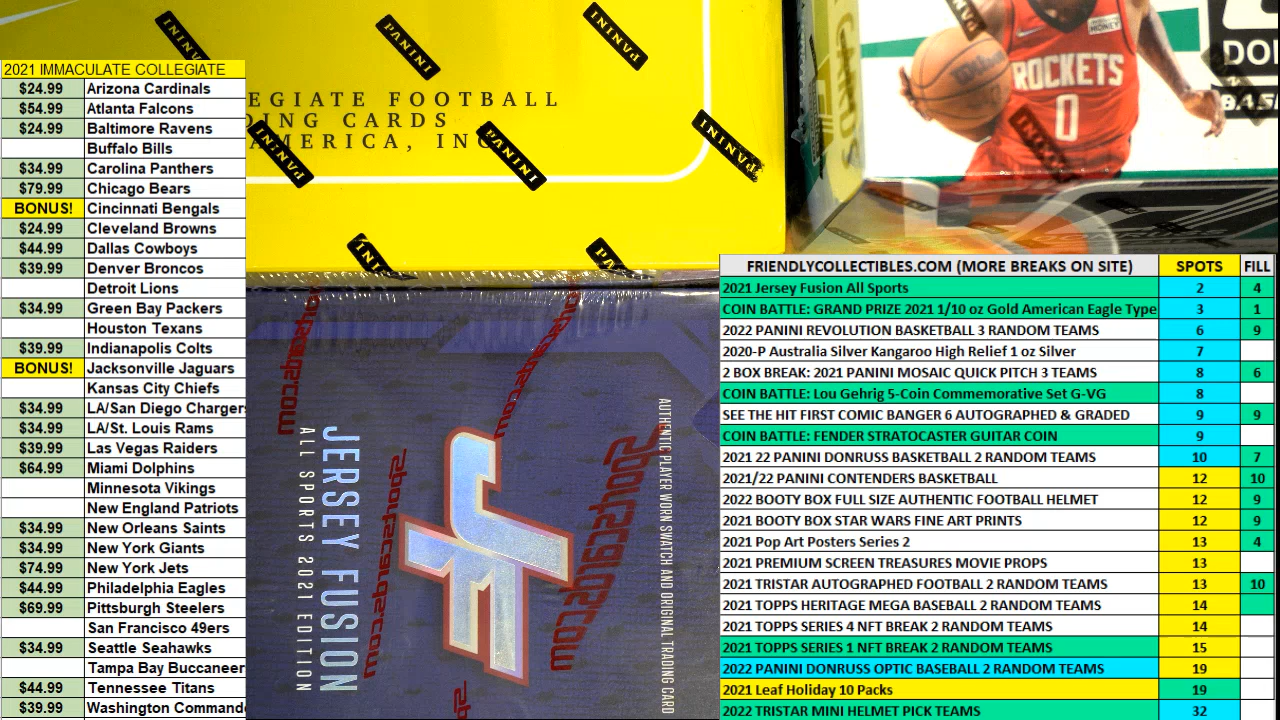 2021 IMMACULATE COLLEGIATE
$24.99 Arizona Cardinals
$54.99 Atlanta Falcons
$24.99 Baltimore Ravens
Buffalo Bills
$34.99 Carolina Panthers
$79.99 Chicago Bears
BONUS! Cincinnati Bengals
$24.99 Cleveland Browns
$44.99 Dallas Cowboys
$39.99 Denver Broncos
Detroit Lions
$34.99 Green Bay Packers
Houston Texans
$39.99 Indianapolis Colts
BONUS! Jacksonville Jaguars
Kansas City Chiefs
$34.99 LA/San Diego Chargers
$34.99 LA/St. Louis Rams
$39.99 Las Vegas Raiders
$64.99 Miami Dolphins
Minnesota Vikings
New England Patriots
$34.99 New Orleans Saints
$34.99 New York Giants
$74.99 New York Jets
$44.99 Philadelphia Eagles
$69.99 Pittsburgh Steelers
San Francisco 49ers
$34.99 Seattle Seahawks
Tampa Bay Buccaneer
$44.99 Tennessee Titans
$39.99 Washington Command
PANINI
PANINI
PANINI
EGIATE FOOTBALL
DING CARDS
AMERICA, INC
PANINI
PANINI
PANINI
CARDS
ROCKETS
0
DO
JERSEY FUSION
ALL SPORTS 2021 EDITION
JF
AUTHENTIC PLAYER WORN SWATCH AND ORIGINAL TRADING CARD
sportscards.com
FRIENDLYCOLLECTIBLES.COM (MORE BREAKS ON SITE) SPOTS FILL
2021 Jersey Fusion All Sports 2 4
COIN BATTLE: GRAND PRIZE 2021 1/10 oz Gold American Eagle Type 3 1
2022 PANINI REVOLUTION BASKETBALL 3 RANDOM TEAMS 6 9
2020-P Australia Silver Kangaroo High Relief 1 oz Silver 7
2 BOX BREAK: 2021 PANINI MOSAIC QUICK PITCH 3 TEAMS 8 6
COIN BATTLE: Lou Gehrig 5-Coin Commemorative Set G-VG 8
SEE THE HIT FIRST COMIC BANGER 6 AUTOGRAPHED & GRADED 9 9
COIN BATTLE: FENDER STRATOCASTER GUITAR COIN 9
2021 22 PANINI DONRUSS BASKETBALL 2 RANDOM TEAMS 10 7
2021/22 PANINI CONTENDERS BASKETBALL 12 10
2022 BOOTY BOX FULL SIZE AUTHENTIC FOOTBALL HELMET 12 9
2021 BOOTY BOX STAR WARS FINE ART PRINTS 12 9
2021 Pop Art Posters Series 2 13 4
2021 PREMIUM SCREEN TREASURES MOVIE PROPS 13
2021 TRISTAR AUTOGRAPHED FOOTBALL 2 RANDOM TEAMS 13 10
2021 TOPPS HERITAGE MEGA BASEBALL 2 RANDOM TEAMS 14
2021 TOPPS SERIES 4 NFT BREAK 2 RANDOM TEAMS 14
2021 TOPPS SERIES 1 NFT BREAK 2 RANDOM TEAMS 15
2022 PANINI DONRUSS OPTIC BASEBALL 2 RANDOM TEAMS 19
2021 Leaf Holiday 10 Packs 19
2022 TRISTAR MINI HELMET PICK TEAMS 32